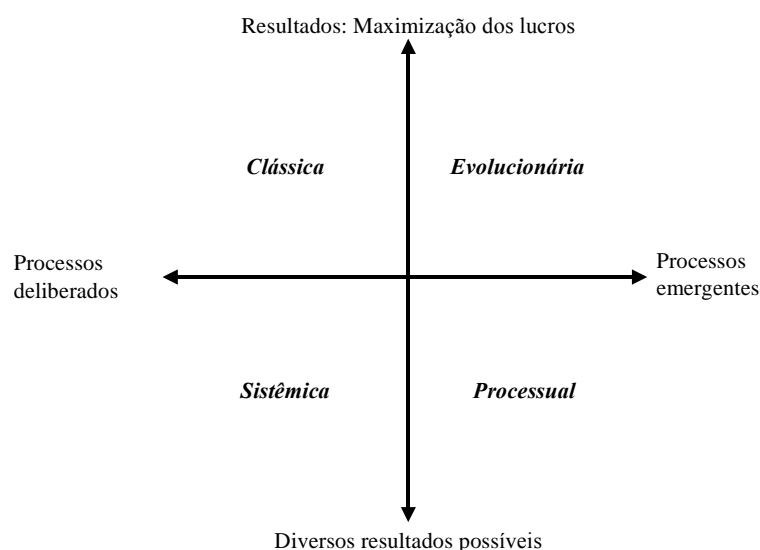 Resultados: Maximização dos lucros
Clássica
Evolucionária
Processos
deliberados
Processos
emergentes
Sistêmica
Processual
Diversos resultados possíveis